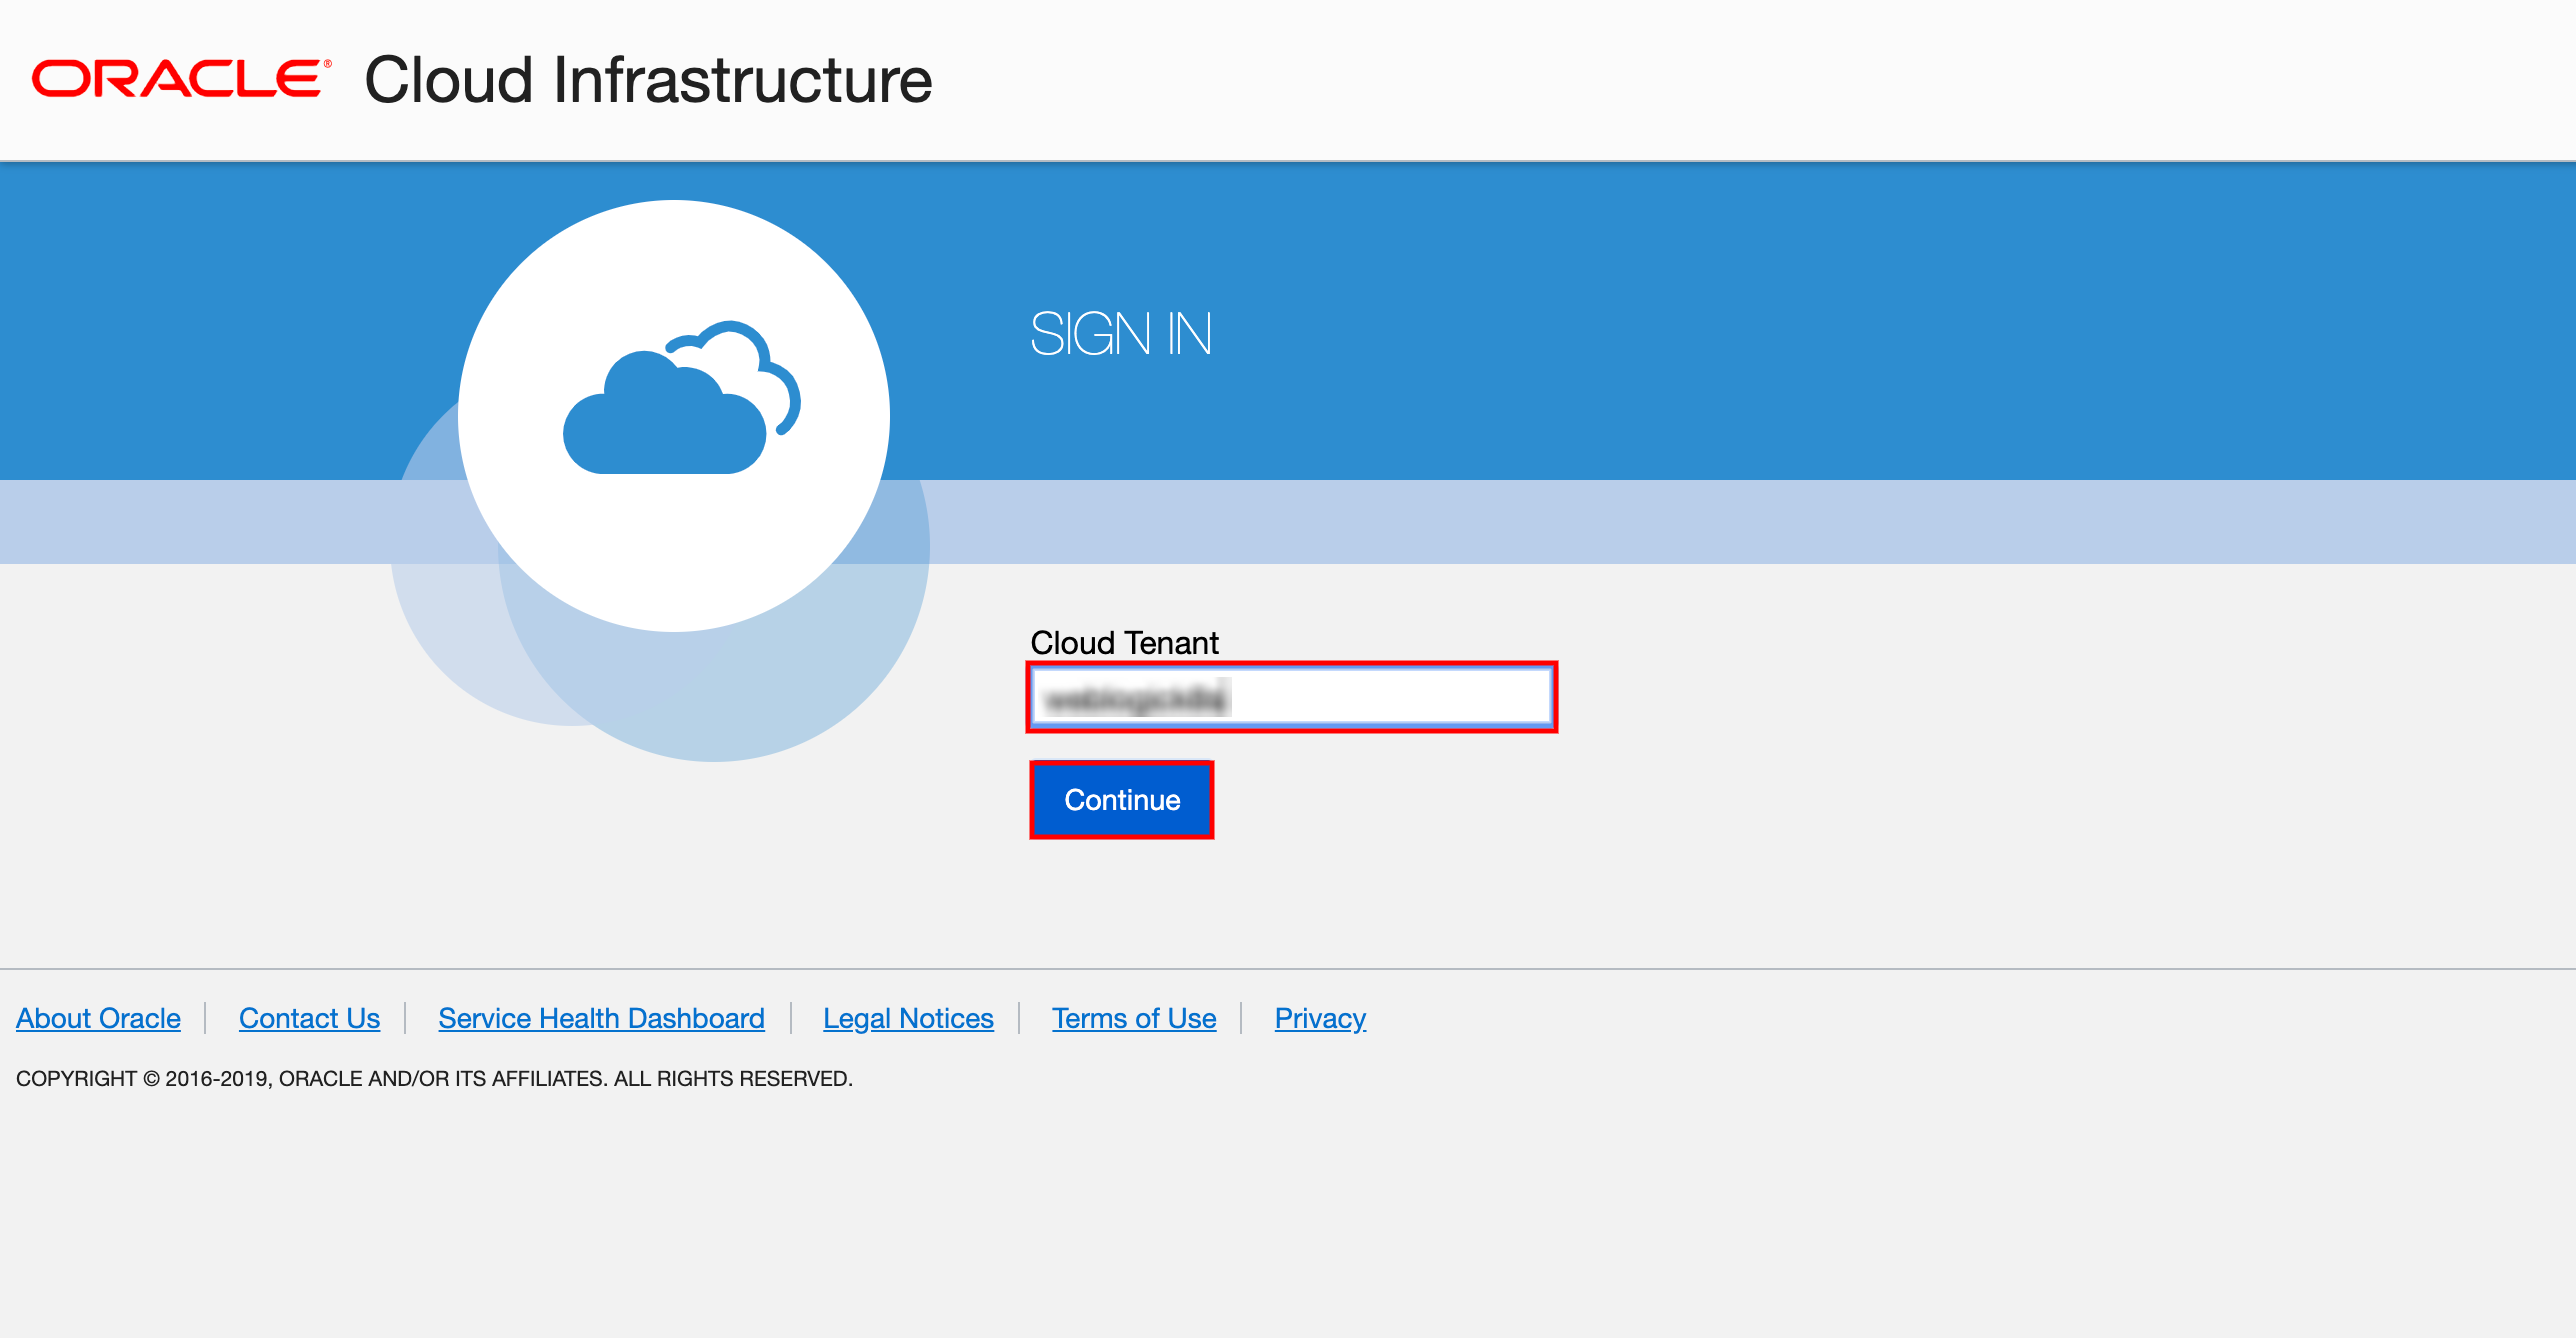 ORACLE® Cloud Infrastructure
SIGN IN
Cloud Tenant
Continue
About Oracle Contact Us Service Health Dashboard Legal Notices Terms of Use Privacy
COPYRIGHT © 2016-2019, ORACLE AND/OR ITS AFFILIATES. ALL RIGHTS RESERVED.